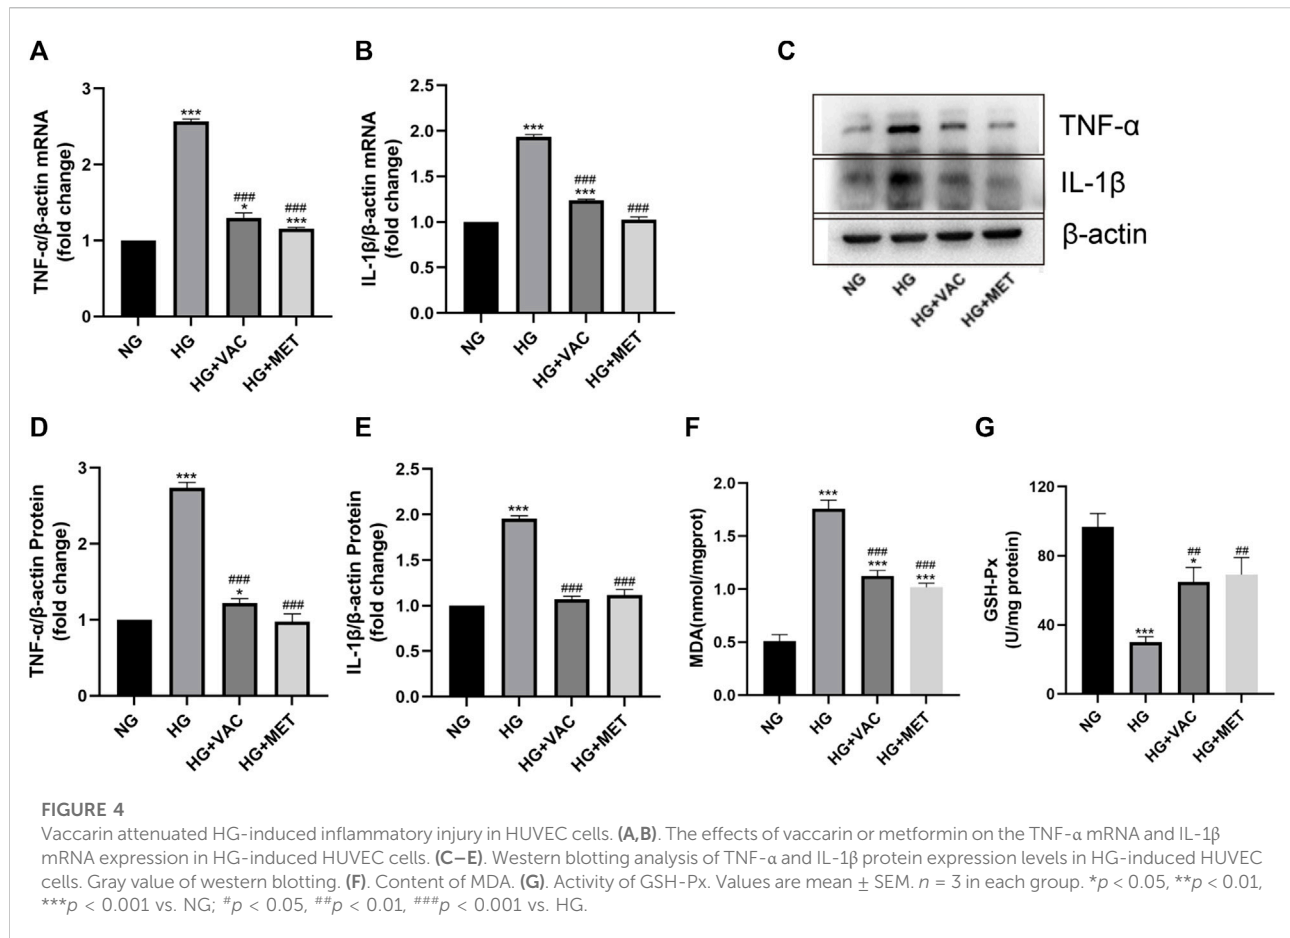 A
TNF-α/β-actin mRNA
(fold change)
3
2
1
0
***
###
*
###
***
NG
HG
HG+VAC
HG+MET
B
IL-1β/β-actin mRNA
(fold change)
2.5
2.0
1.5
1.0
0.5
0.0
***
###
***
###
NG
HG
HG+VAC
HG+MET
C
TNF-α
IL-1β
β-actin
NG
HG
HG+VAC
HG+MET
D
TNF-α/β-actin Protein
(fold change)
3
2
1
0
***
###
*
###
NG
HG
HG+VAC
HG+MET
E
IL-1β/β-actin Protein
(fold change)
2.5
2.0
1.5
1.0
0.5
0.0
***
###
###
NG
HG
HG+VAC
HG+MET
F
MDA(nmol/mgprot)
2.0
1.5
1.0
0.5
0.0
***
###
***
###
***
NG
HG
HG+VAC
HG+MET
G
GSH-Px
(U/mg protein)
120
80
40
0
***
##
*
##
NG
HG
HG+VAC
HG+MET
FIGURE 4
Vaccarin attenuated HG-induced inflammatory injury in HUVEC cells. (A,B). The effects of vaccarin or metformin on the TNF-α mRNA and IL-1β
mRNA expression in HG-induced HUVEC cells. (C–E). Western blotting analysis of TNF-α and IL-1β protein expression levels in HG-induced HUVEC
cells. Gray value of western blotting. (F). Content of MDA. (G). Activity of GSH-Px. Values are mean ± SEM. n = 3 in each group. *p < 0.05, **p < 0.01,
***p < 0.001 vs. NG; #p < 0.05, ##p < 0.01, ###p < 0.001 vs. HG.